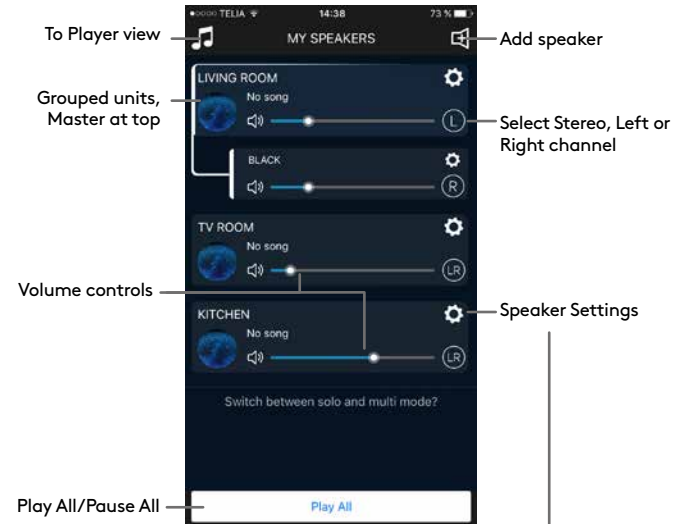 TELIA 14:38 73 %
To Player view
MY SPEAKERS
Add speaker
LIVING ROOM
No song
Grouped units,
Master at top
L
Select Stereo, Left or
Right channel
BLACK
R
TV ROOM
No song
LR
Volume controls
KITCHEN
No song
LR
Speaker Settings
Switch between solo and multi mode?
Play All/Pause All
Play All